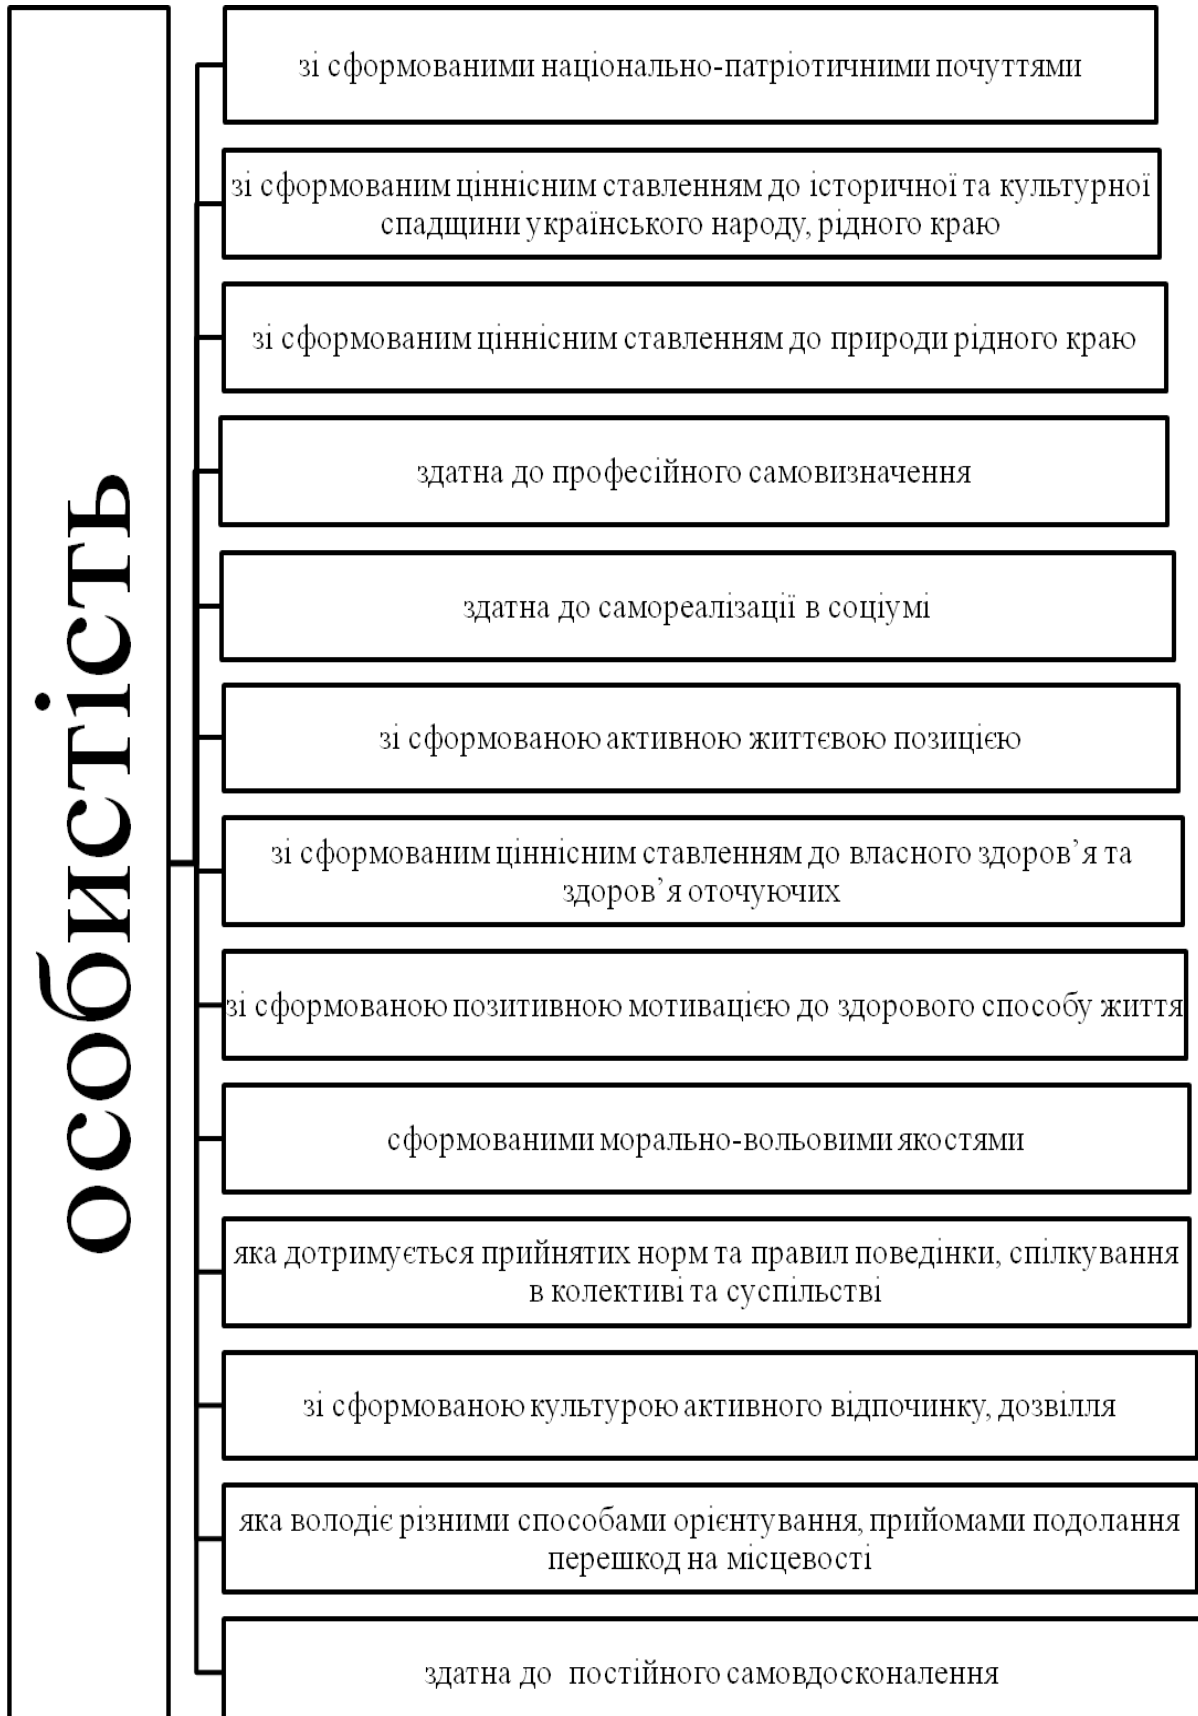 особистість
зі сформованими національно-патріотичними почуттями
зі сформованим ціннісним ставленням до історичної та культурної
спадщини українського народу, рідного краю
зі сформованим ціннісним ставленням до природи рідного краю
здатна до професійного самовизначення
здатна до самореалізації в соціумі
зі сформованою активною життєвою позицією
зі сформованим ціннісним ставленням до власного здоров’я та
здоров’я оточуючих
зі сформованою позитивною мотивацією до здорового способу життя
сформованими морально-вольовими якостями
яка дотримується прийнятих норм та правил поведінки, спілкування
в колективі та суспільстві
зі сформованою культурою активного відпочинку, дозвілля
яка володіє різними способами орієнтування, прийомами подолання
перешкод на місцевості
здатна до постійного самовдосконалення